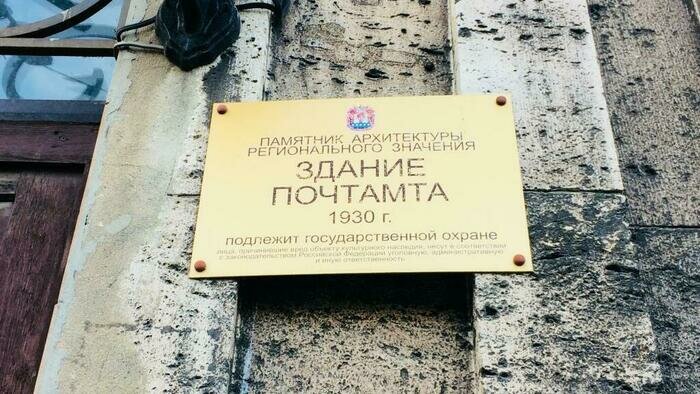 ПАМЯТНИК АРХИТЕКТУРЫ
РЕГИОНАЛЬНОГО ЗНАЧЕНИЯ
ЗДАНИЕ
ПОЧТАМТА
1930 г.
подлежит государственной охране
лица, причинившие вред объекту культурного наследия, несут в соответствии
с законодательством Российской Федерации уголовную, административную
и иную ответственность